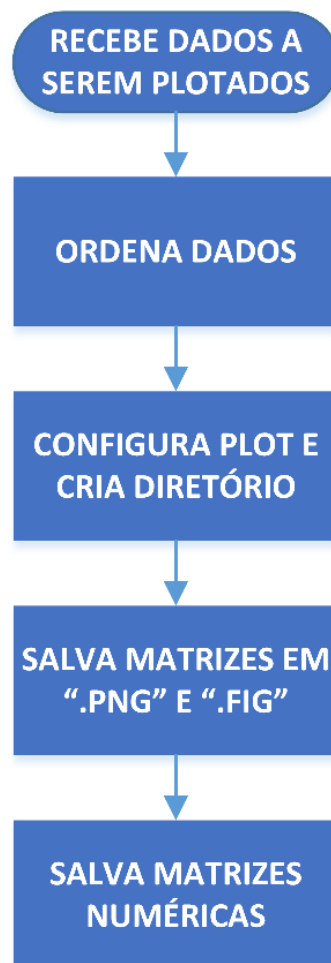 RECEBE DADOS A
SEREM PLOTADOS
ORDENA DADOS
CONFIGURA PLOT E
CRIA DIRETÓRIO
SALVA MATRIZES EM
“.PNG” E “.FIG”
SALVA MATRIZES
NUMÉRICAS